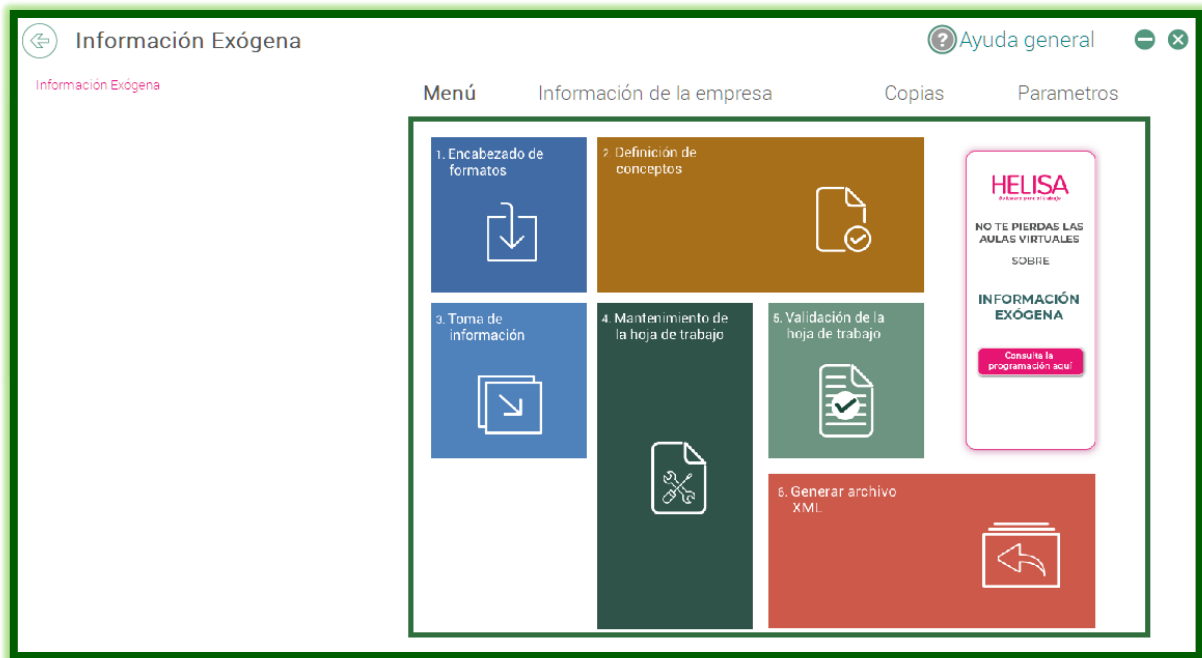 Información Exógena
Ayuda general
Información Exógena
Menú
Información de la empresa
Copias
Parametros
1. Encabezado de
formatos
2. Definición de
conceptos
3. Toma de
información
4. Mantenimiento de
la hoja de trabajo
5. Validación de la
hoja de trabajo
6. Generar archivo
XML
HELISA
NO TE PIERDAS LAS
AULAS VIRTUALES
SOBRE
INFORMACIÓN
EXÓGENA
Consulta la
programación aquí